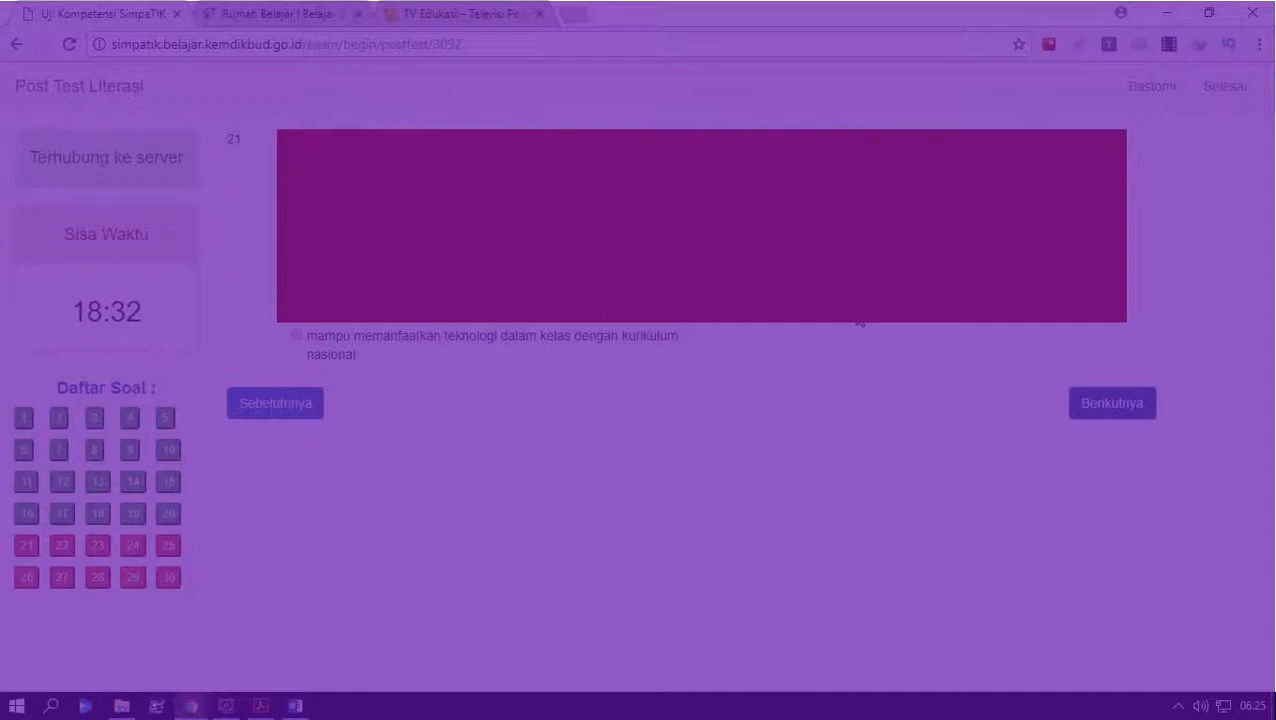 Uji Kompetensi SimpaTIK
Rumah Belajar | Belajar
TV Edukasi – Televisi Pe
simpatik.belajar.kemdikbud.go.id/exam/begin/posttest/3092
Post Test Literasi
Rastomi
Selesai
Terhubung ke server
Sisa Waktu
18:32
Daftar Soal :
1 2 3 4 5
6 7 8 9 10
11 12 13 14 15
16 17 18 19 20
21 22 23 24 25
26 27 28 29 30
21
mampu memanfaatkan teknologi dalam kelas dengan kurikulum
nasional
Sebelumnya
Berikutnya
06.25